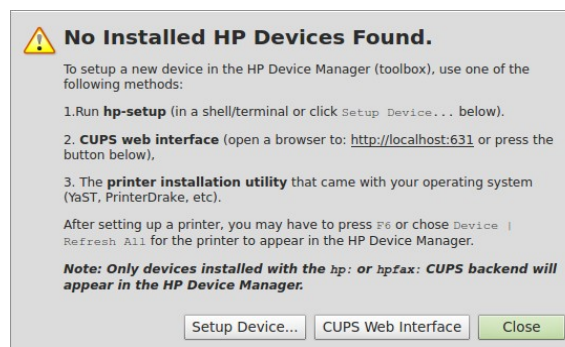 No Installed HP Devices Found.
To setup a new device in the HP Device Manager (toolbox), use one of the
following methods:
1.Run hp-setup (in a shell/terminal or click Setup Device... below).
2. CUPS web interface (open a browser to: http://localhost:631 or press the
button below),
3. The printer installation utility that came with your operating system
(YaST, PrinterDrake, etc).
After setting up a printer, you may have to press F6 or chose Device |
Refresh All for the printer to appear in the HP Device Manager.
Note: Only devices installed with the hp: or hpfax: CUPS backend will
appear in the HP Device Manager.
Setup Device... CUPS Web Interface Close